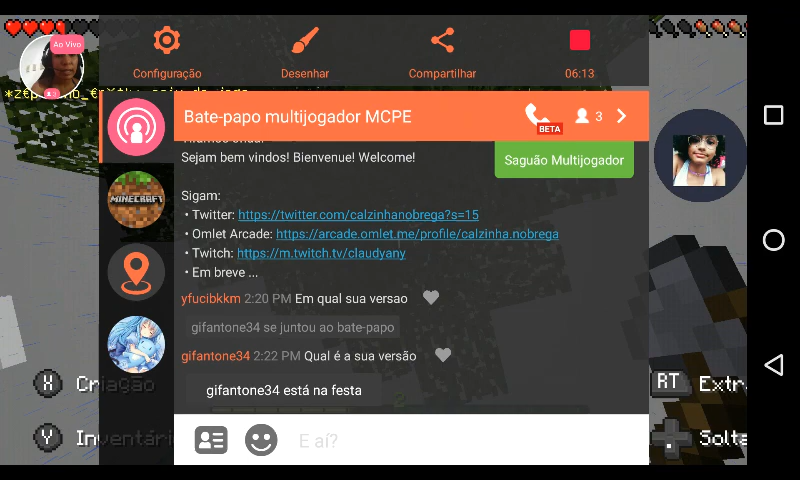 Ao Vivo
Configuração
Desenhar
Compartilhar
06:13
Bate-papo multijogador MCPE
BETA
3
Sejam bem vindos! Bienvenue! Welcome!
Saguão Multijogador
MINECRAFT
Sigam:
• Twitter: https://twitter.com/calzinhanobrega?s=15
• Omlet Arcade: https://arcade.omlet.me/profile/calzinha.nobrega
• Twitch: https://m.twitch.tv/claudyany
• Em breve ...
yfucibkkm 2:20 PM Em qual sua versao
gifantone34 se juntou ao bate-papo
gifantone34 2:22 PM Qual é a sua versão
gifantone34 está na festa
X Criação
RT Extr
Y Inventári
Solta
E aí?